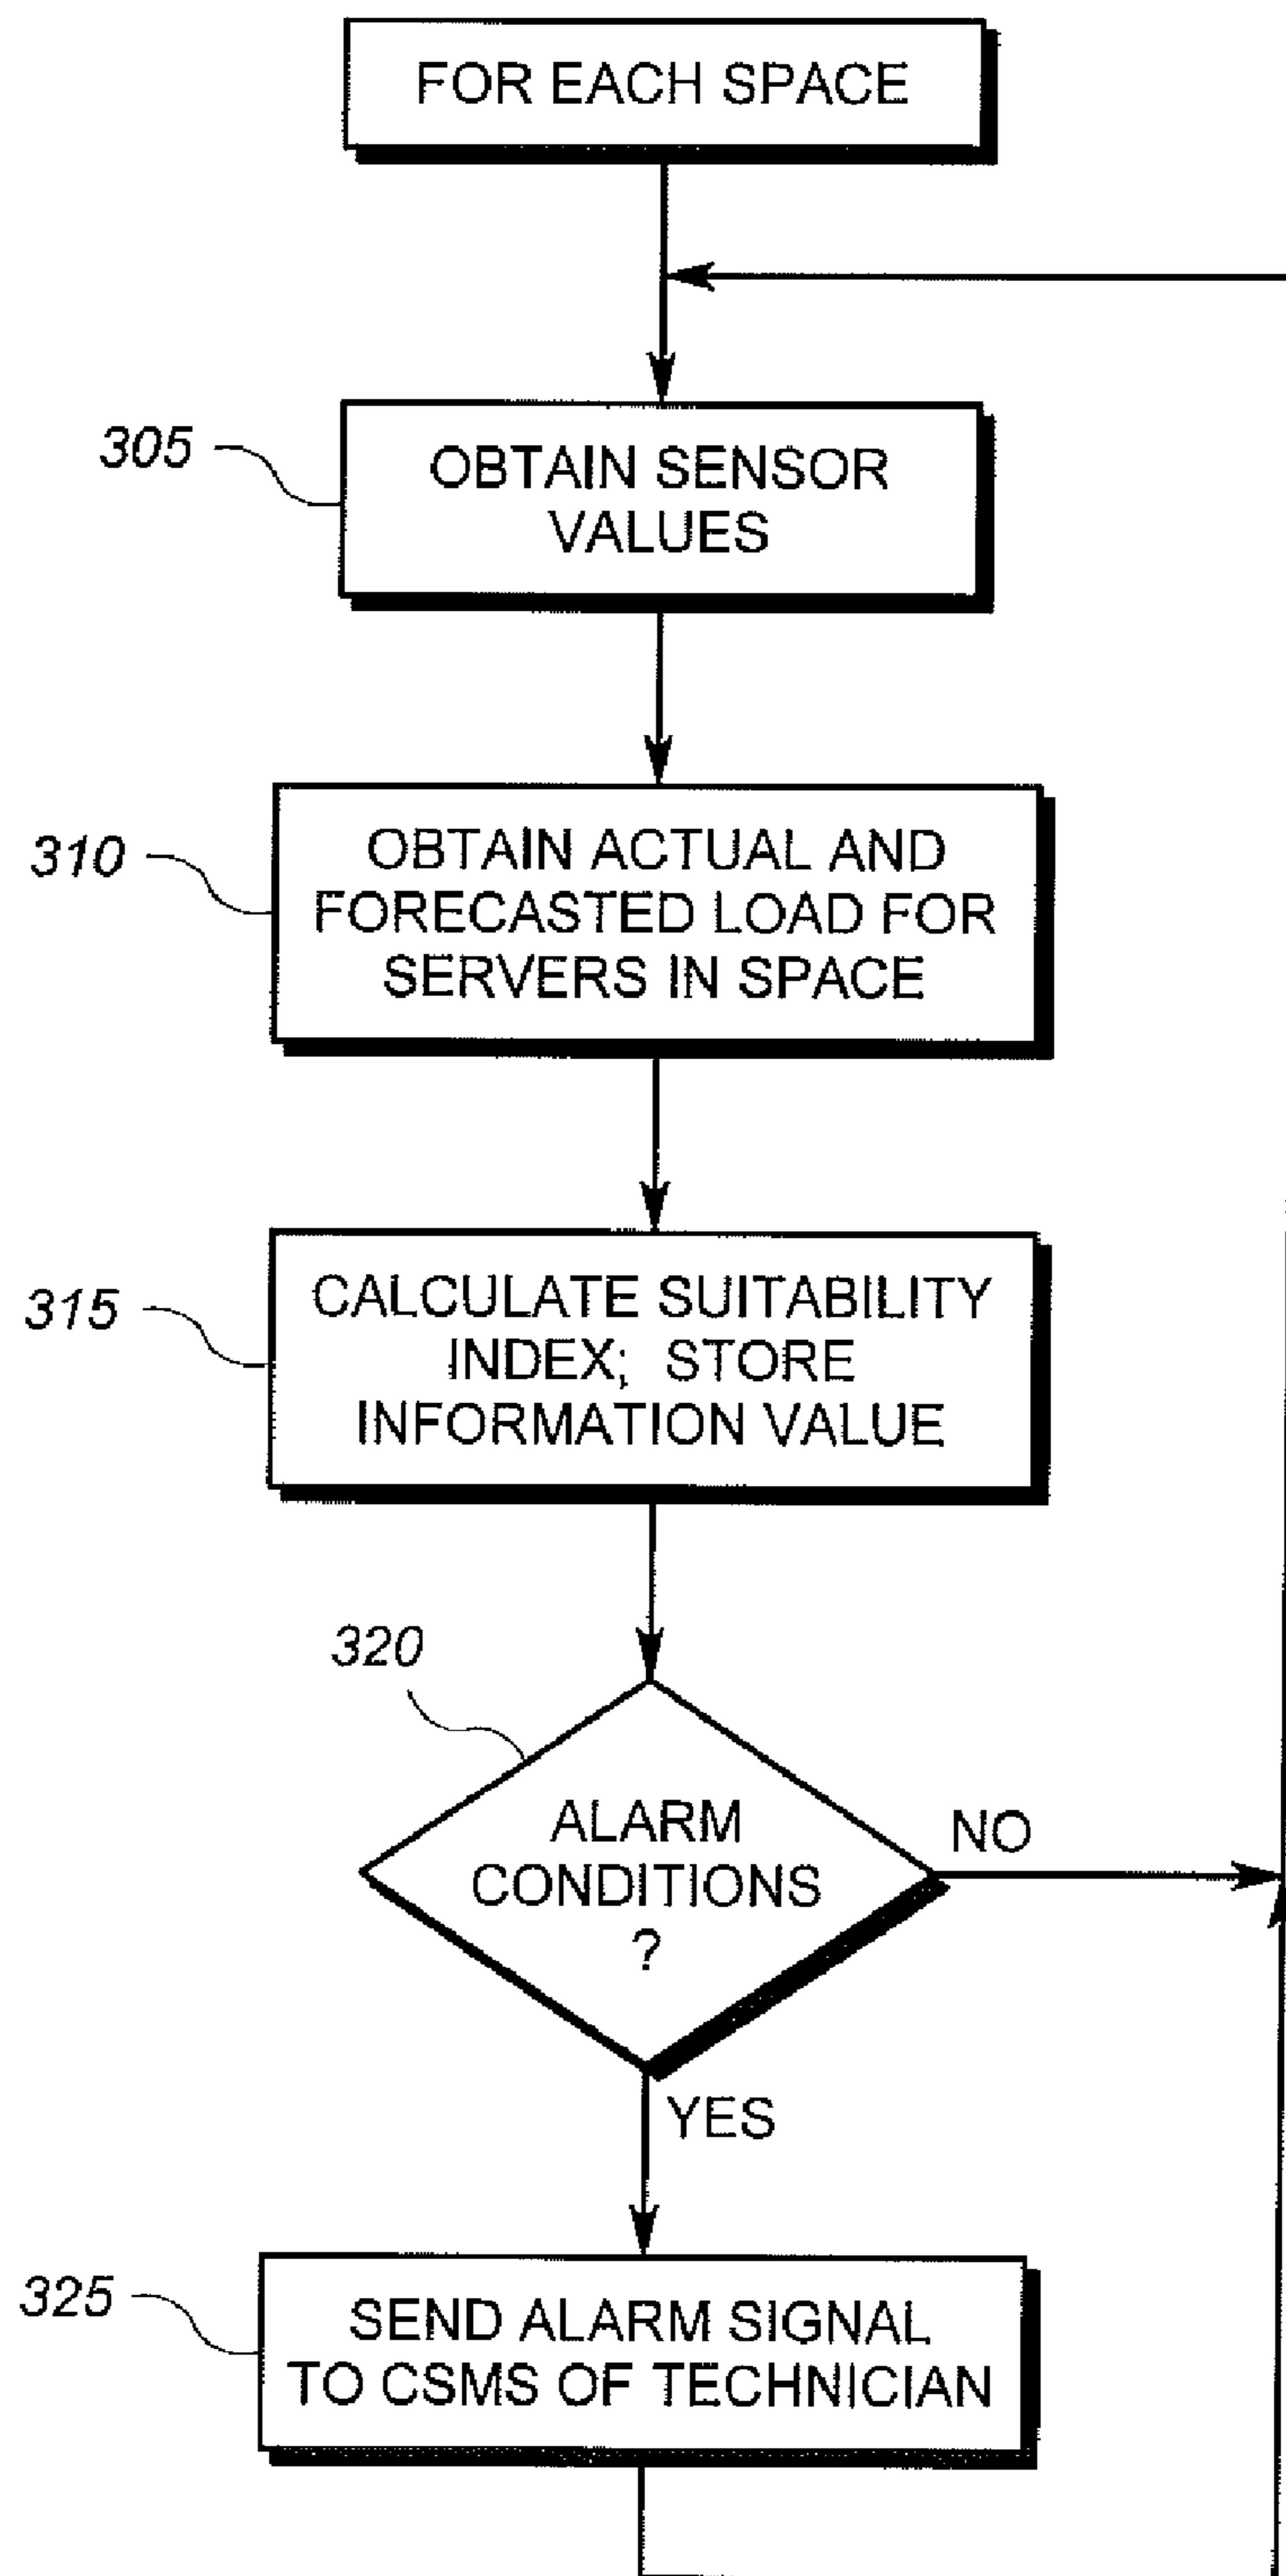 FOR EACH SPACE
305
OBTAIN SENSOR
VALUES
310
OBTAIN ACTUAL AND
FORECASTED LOAD FOR
SERVERS IN SPACE
315
CALCULATE SUITABILITY
INDEX; STORE
INFORMATION VALUE
320
ALARM
CONDITIONS
?
NO
YES
325
SEND ALARM SIGNAL
TO CSMS OF TECHNICIAN